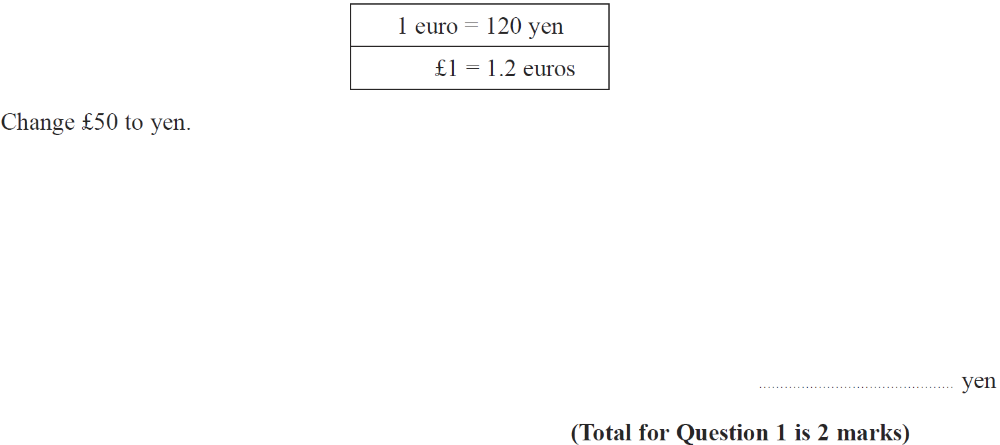 1 euro = 120 yen
£1 = 1.2 euros
Change £50 to yen.
............................................. yen
(Total for Question 1 is 2 marks)